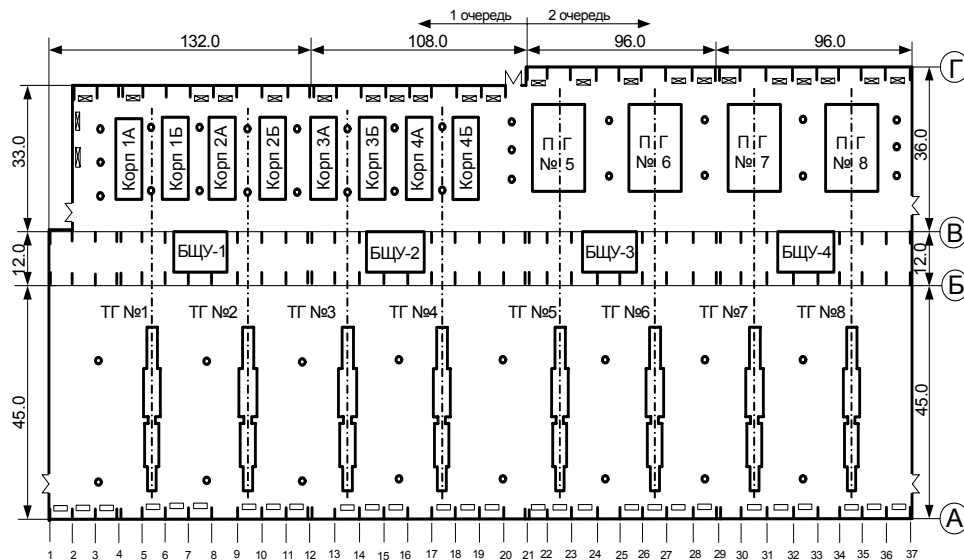 1 очередь 2 очередь
132.0 108.0 96.0 96.0
Г
33.0
36.0
Корп 1А
Корп 1Б
Корп 2А
Корп 2Б
Корп 3А
Корп 3Б
Корп 4А
Корп 4Б
П Г № 5
П Г № 6
П Г № 7
П Г № 8
В
12.0
БЩУ-1 БЩУ-2 БЩУ-3 БЩУ-4
12.0
Б
ТГ №1 ТГ №2 ТГ №3 ТГ №4 ТГ №5 ТГ №6 ТГ №7 ТГ №8
45.0
45.0
А
1 2 3 4 5 6 7 8 9 10 11 12 13 14 15 16 17 18 19 20 21 22 23 24 25 26 27 28 29 30 31 32 33 34 35 36 37